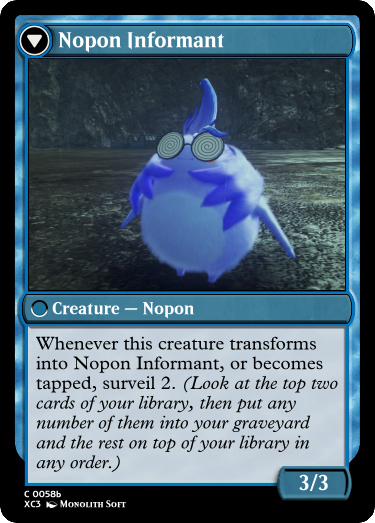 Nopon Informant
Creature — Nopon
Whenever this creature transforms
into Nopon Informant, or becomes
tapped, surveil 2. (Look at the top two
cards of your library, then put any
number of them into your graveyard
and the rest on top of your library in
any order.)
3/3
C 0058b
XC3 Monolith Soft